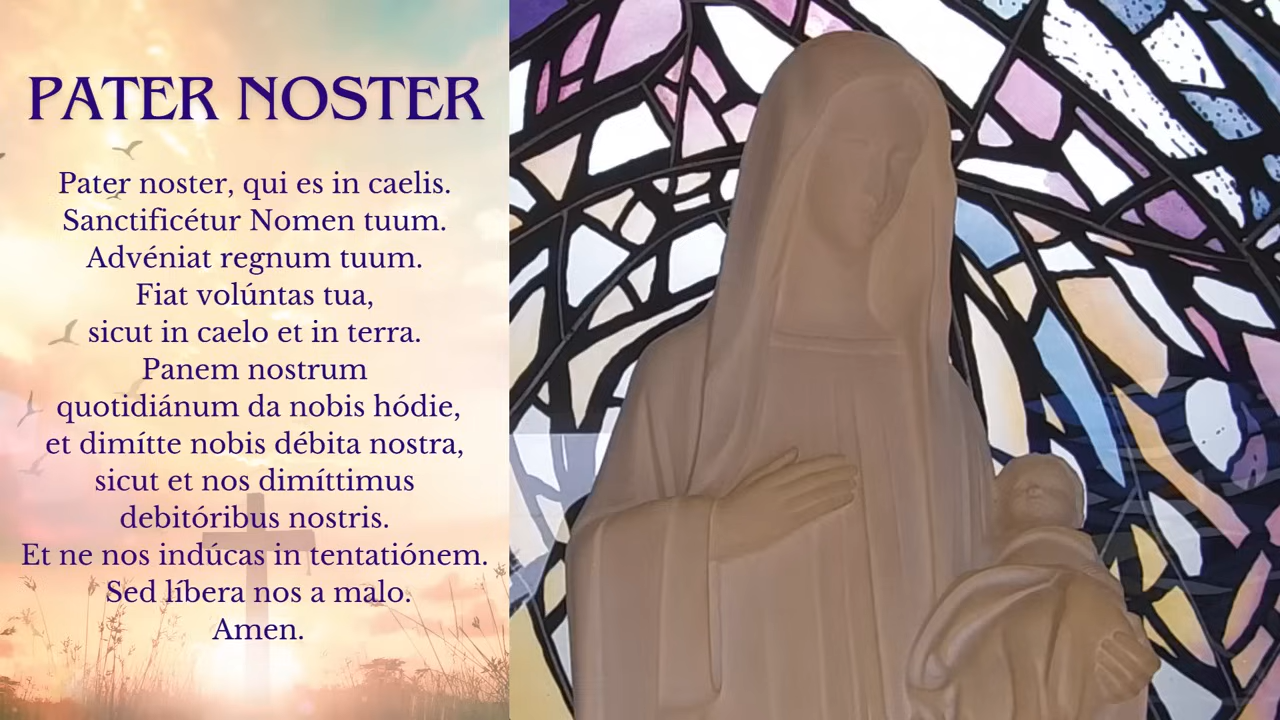 PATER NOSTER
Pater noster, qui es in caelis.
Sanctificétur Nomen tuum.
Advéniat regnum tuum.
Fiat volúntas tua,
sicut in caelo et in terra.
Panem nostrum
quotidiánum da nobis hódie,
et dimítte nobis débita nostra,
sicut et nos dimíttimus
debitóribus nostris.
Et ne nos indúcas in tentatiónem.
Sed líbera nos a malo.
Amen.